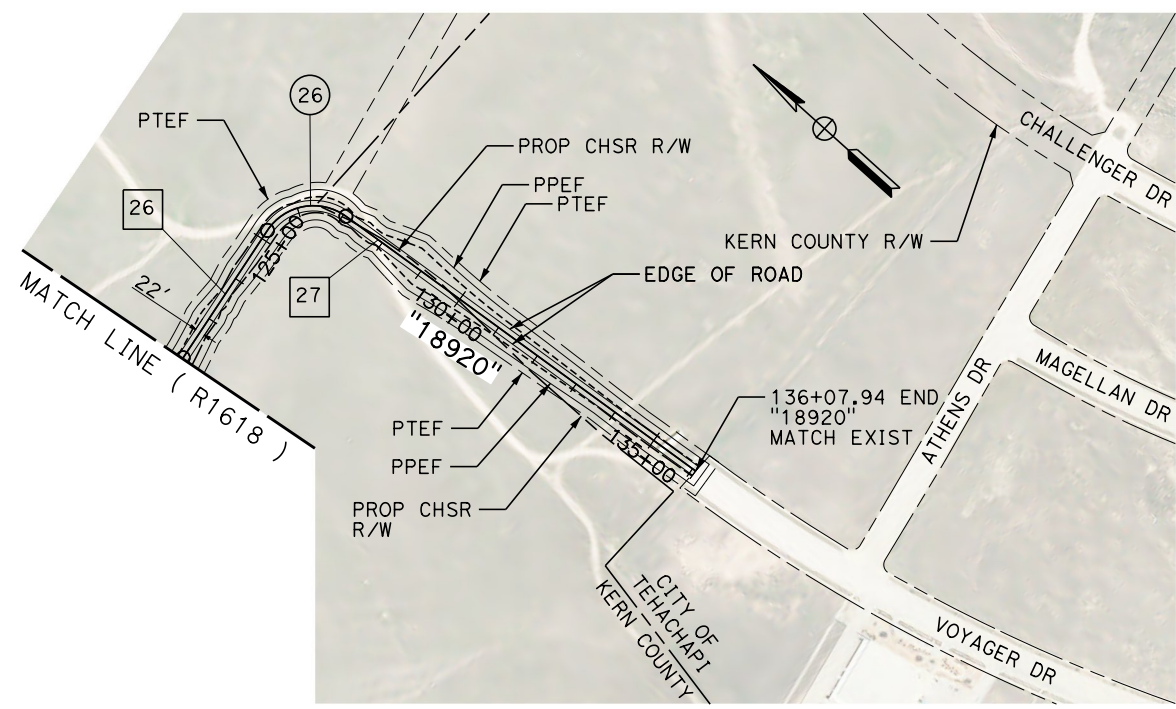 26
PTEF
PROP CHSR R/W
PPEF
PTEF
CHALLENGER DR
26
KERN COUNTY R/W
125+00
EDGE OF ROAD
27
22'
MATCH LINE ( R1618 )
130+00
"18920"
MAGELLAN DR
136+07.94 END
"18920"
MATCH EXIST
ATHENS DR
PTEF
135+00
PPEF
PROP CHSR
R/W
CITY OF
TEHACHAPI
KERN COUNTY
VOYAGER DR